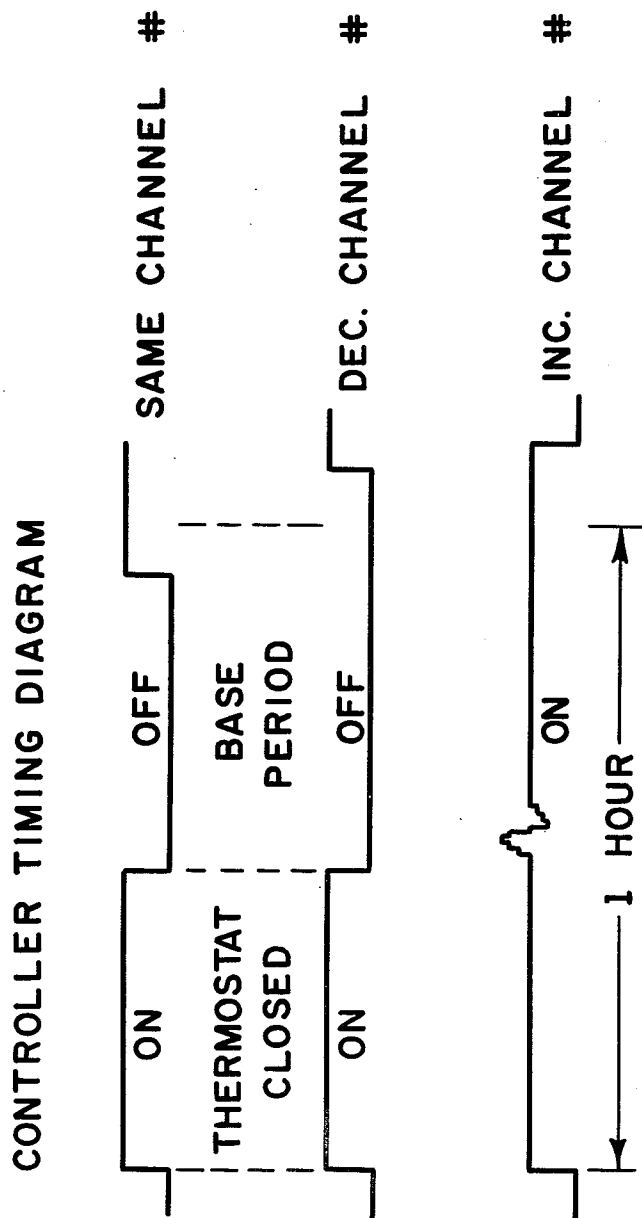 CONTROLLER TIMING DIAGRAM
ON
OFF
SAME CHANNEL #
THERMOSTAT
CLOSED
BASE
PERIOD
ON
OFF
DEC. CHANNEL #
ON
INC. CHANNEL #
1 HOUR